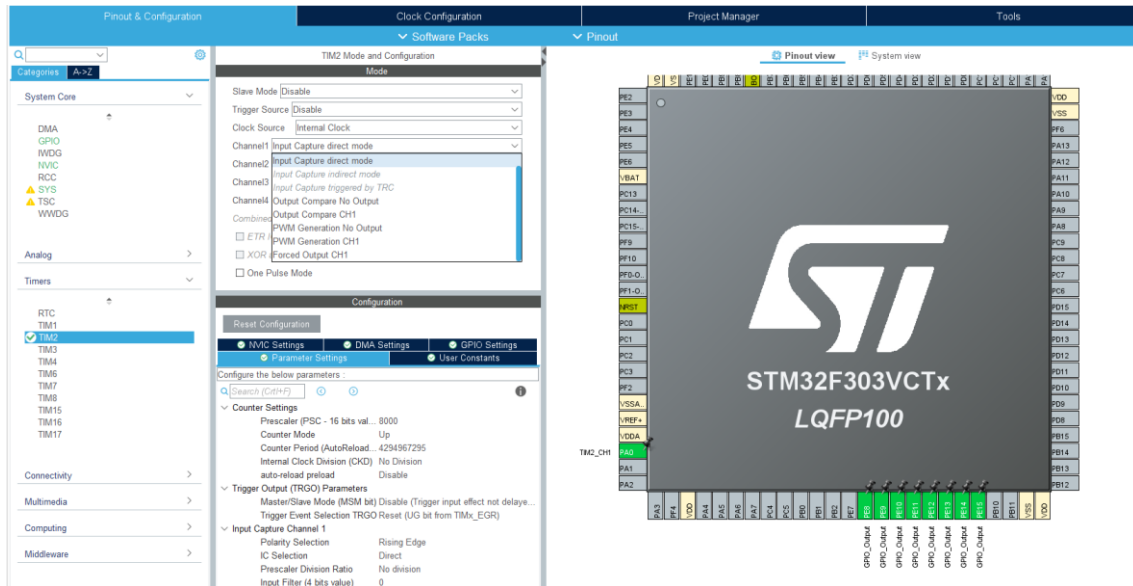 Pinout & Configuration
Clock Configuration
Project Manager
Tools
Software Packs
Pinout
Categories
A->Z
System Core
DMA
GPIO
IWDG
NVIC
RCC
SYS
TSC
WWDG
Analog
Timers
RTC
TIM1
TIM2
TIM3
TIM4
TIM6
TIM7
TIM8
TIM15
TIM16
TIM17
Connectivity
Multimedia
Computing
Middleware
TIM2 Mode and Configuration
Mode
Slave Mode Disable
Trigger Source Disable
Clock Source Internal Clock
Channel1 Input Capture direct mode
Channel2 Input Capture direct mode
Input Capture indirect mode
Channel3 Input Capture triggered by TRC
Channel4 Output Compare No Output
Combined Output Compare CH1
PWM Generation No Output
ETR PWM Generation CH1
XOR Forced Output CH1
One Pulse Mode
Configuration
Reset Configuration
NVIC Settings
DMA Settings
GPIO Settings
Parameter Settings
User Constants
Configure the below parameters :
Search (Crtl+F)
Counter Settings
Prescaler (PSC - 16 bits val... 8000
Counter Mode Up
Counter Period (AutoReload... 4294967295
Internal Clock Division (CKD) No Division
auto-reload preload Disable
Trigger Output (TRGO) Parameters
Master/Slave Mode (MSM bit) Disable (Trigger input effect not delaye...
Trigger Event Selection TRGO Reset (UG bit from TIMx_EGR)
Input Capture Channel 1
Polarity Selection Rising Edge
IC Selection Direct
Prescaler Division Ratio No division
Input Filter (4 bits value) 0
Pinout view
System view
PE2
PE3
PE4
PE5
PE6
VBAT
PC13
PC14-..
PC15-..
PF9
PF10
PF0-O..
PF1-O..
NRST
PC0
PC1
PC2
PC3
PF2
VSSA..
VREF+
VDDA
TIM2_CH1 PA0
PA1
PA2
ST
STM32F303VCTx
LQFP100
VDD
VSS
PF6
PA13
PA12
PA11
PA10
PA9
PA8
PC9
PC8
PC7
PC6
PD15
PD14
PD13
PD12
PD11
PD10
PD9
PD8
PB15
PB14
PB13
PB12
PA3
PF4
VDD
PA4
PA5
PA6
PA7
PC4
PC5
PB0
PB1
PB2
PE7
PE8
PE9
PE10
PE11
PE12
PE13
PE14
PE15
PB10
PB11
VSS
VDD
GPIO_Output
GPIO_Output
GPIO_Output
GPIO_Output
GPIO_Output
GPIO_Output
GPIO_Output
GPIO_Output